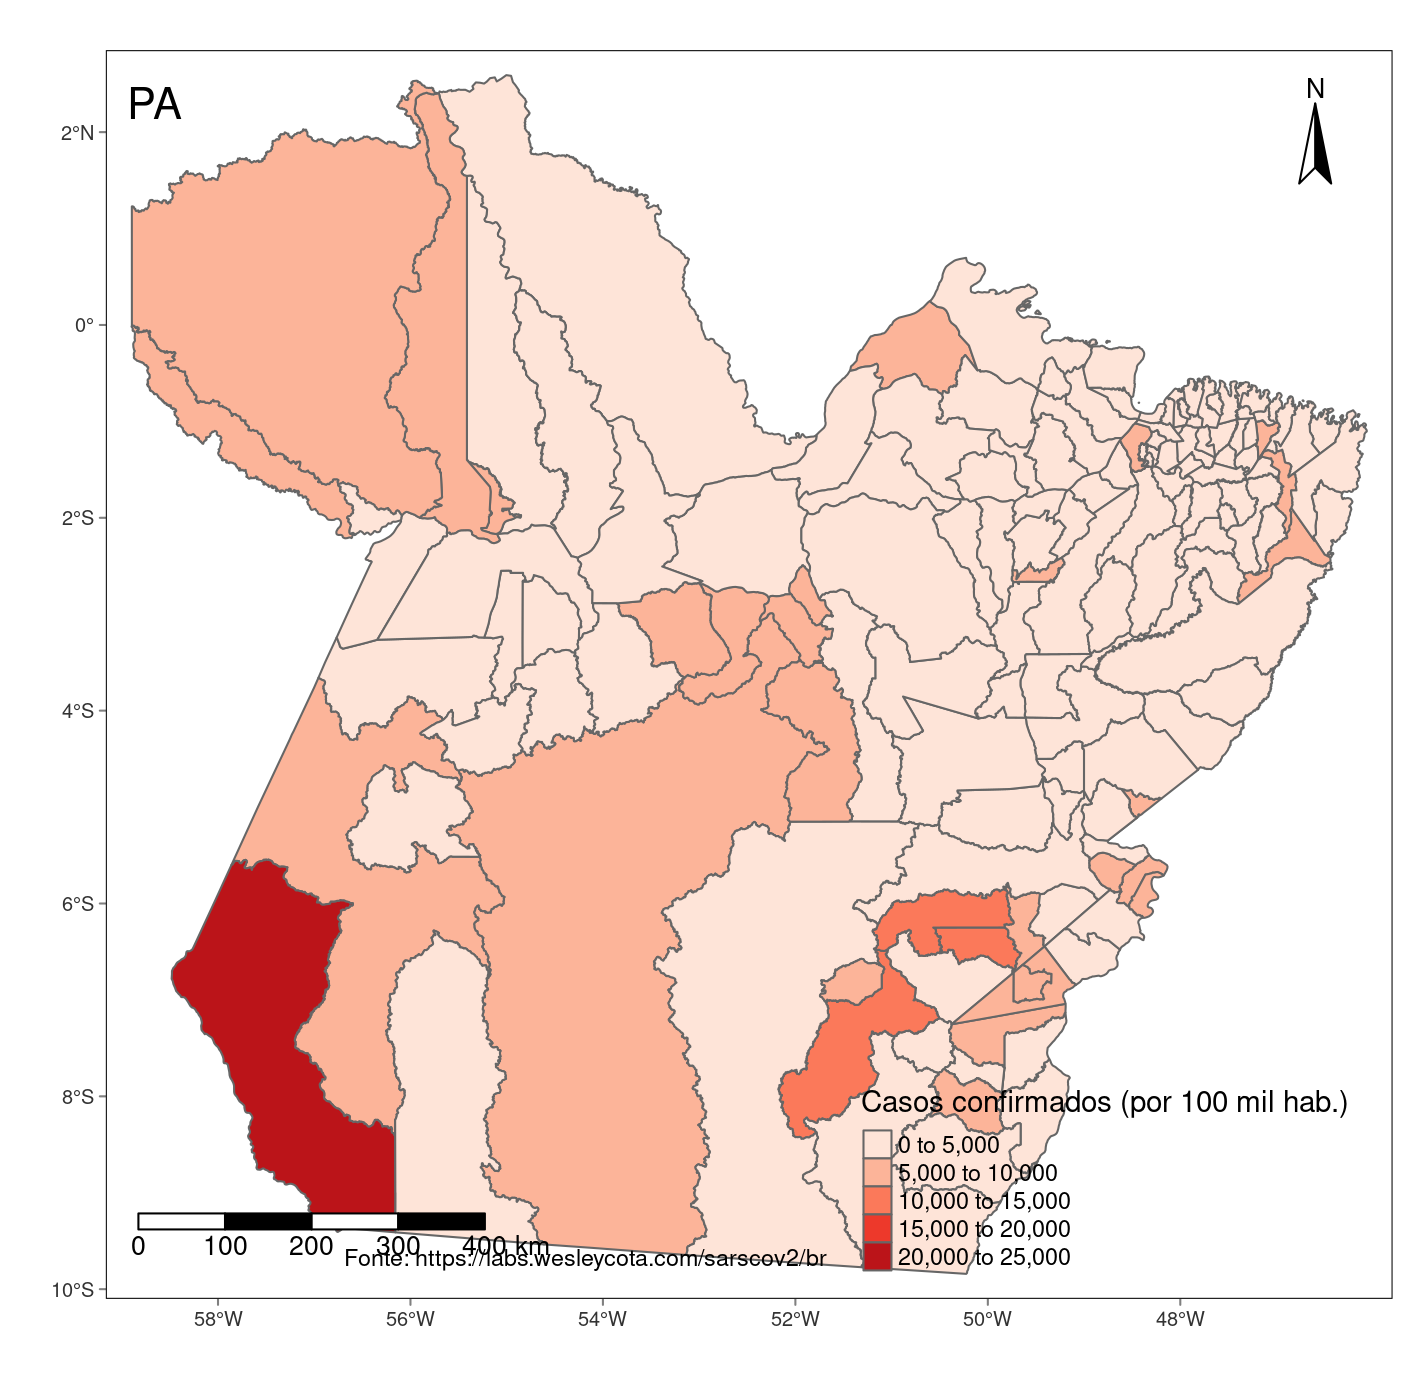 PA
N
2°N
0°
2°S
4°S
6°S
8°S
10°S
Casos confirmados (por 100 mil hab.)
0 to 5,000
5,000 to 10,000
10,000 to 15,000
15,000 to 20,000
20,000 to 25,000
0 100 200 300 400 km
Fonte: https://labs.wesleycota.com/sarscov2/br
58°W 56°W 54°W 52°W 50°W 48°W